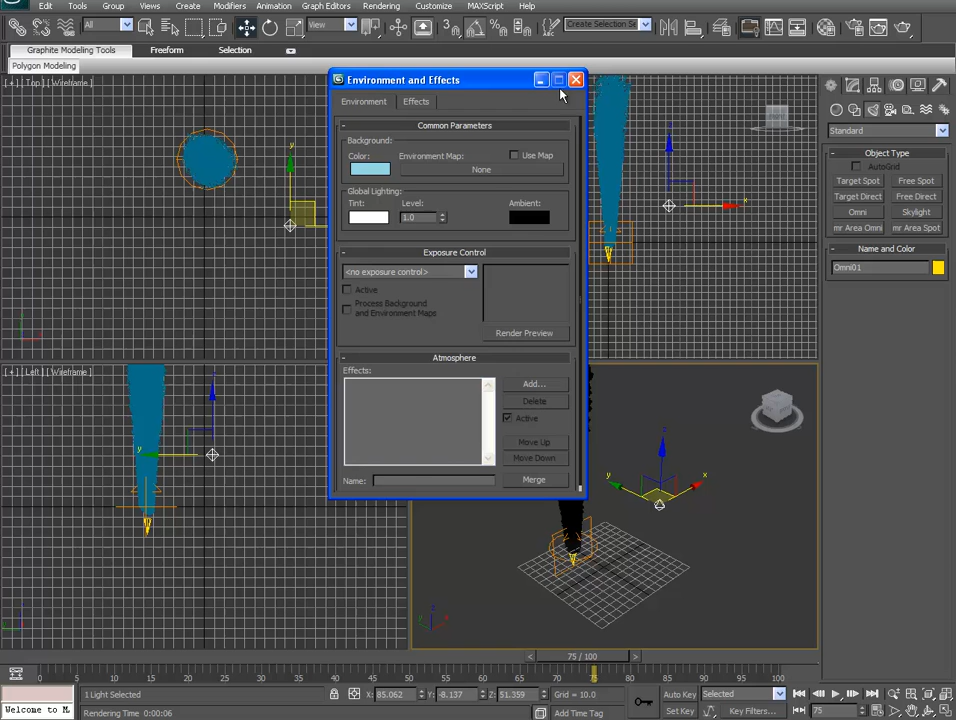 Edit Tools Group Views Create Modifiers Animation Graph Editors Rendering Customize MAXScript Help
All View Create Selection Se
Graphite Modeling Tools Freeform Selection
Polygon Modeling
[ + ] [ Top ] [ Wireframe ]
Environment and Effects
Environment Effects
Common Parameters
Background:
Color: Environment Map: Use Map
None
Global Lighting:
Tint: Level: Ambient:
1.0
Exposure Control
<no exposure control>
Active
Process Background
and Environment Maps
Render Preview
Atmosphere
Effects:
Add...
Delete
Active
Move Up
Move Down
Name: Merge
Standard
Object Type
AutoGrid
Target Spot Free Spot
Target Direct Free Direct
Omni Skylight
mr Area Omni mr Area Spot
Name and Color
Omni01
FRONT
x
y
z
[ + ] [ Left ] [ Wireframe ]
75 / 100
0 5 10 15 20 25 30 35 40 45 50 55 60 65 70 75 80 85 90 95 100
1 Light Selected X: 85.062 Y: -8.137 Z: 51.359 Grid = 10.0 Auto Key Selected
Welcome to M Rendering Time 0:00:06 Add Time Tag Set Key Key Filters... 75